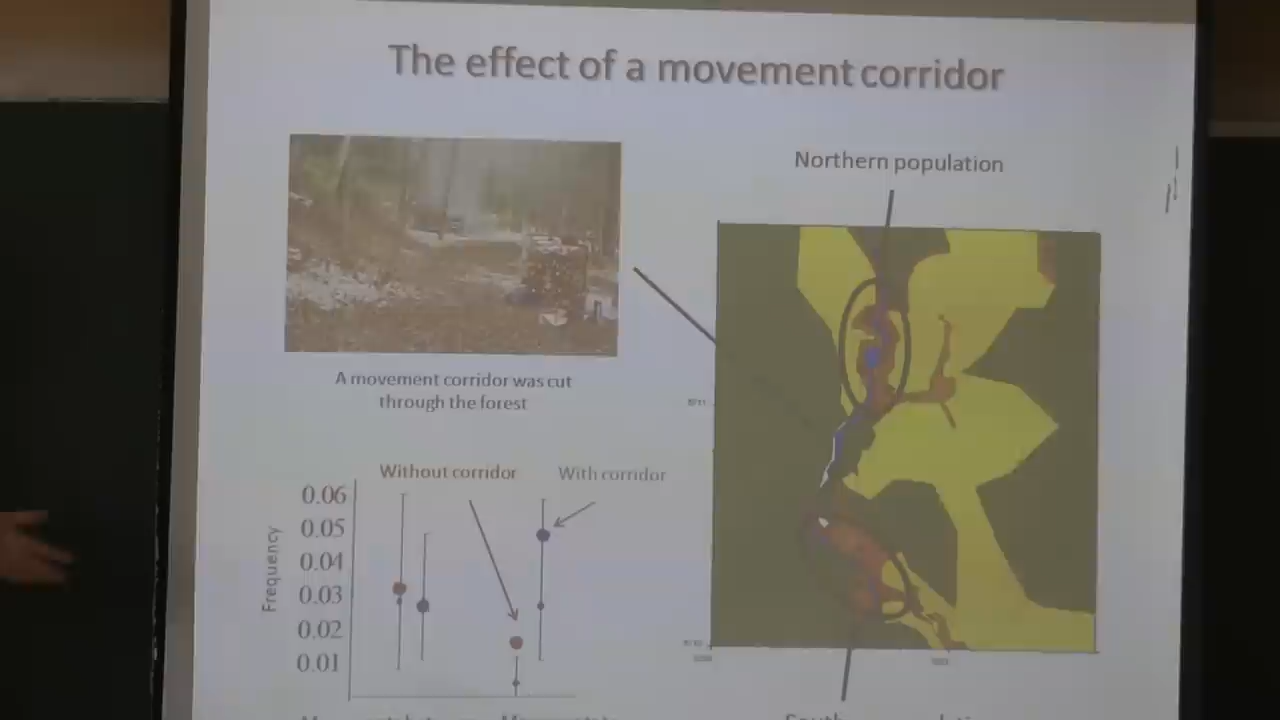 The effect of a movement corridor
Northern population
A movement corridor was cut
through the forest
Without corridor
With corridor
Frequency
0.06
0.05
0.04
0.03
0.02
0.01